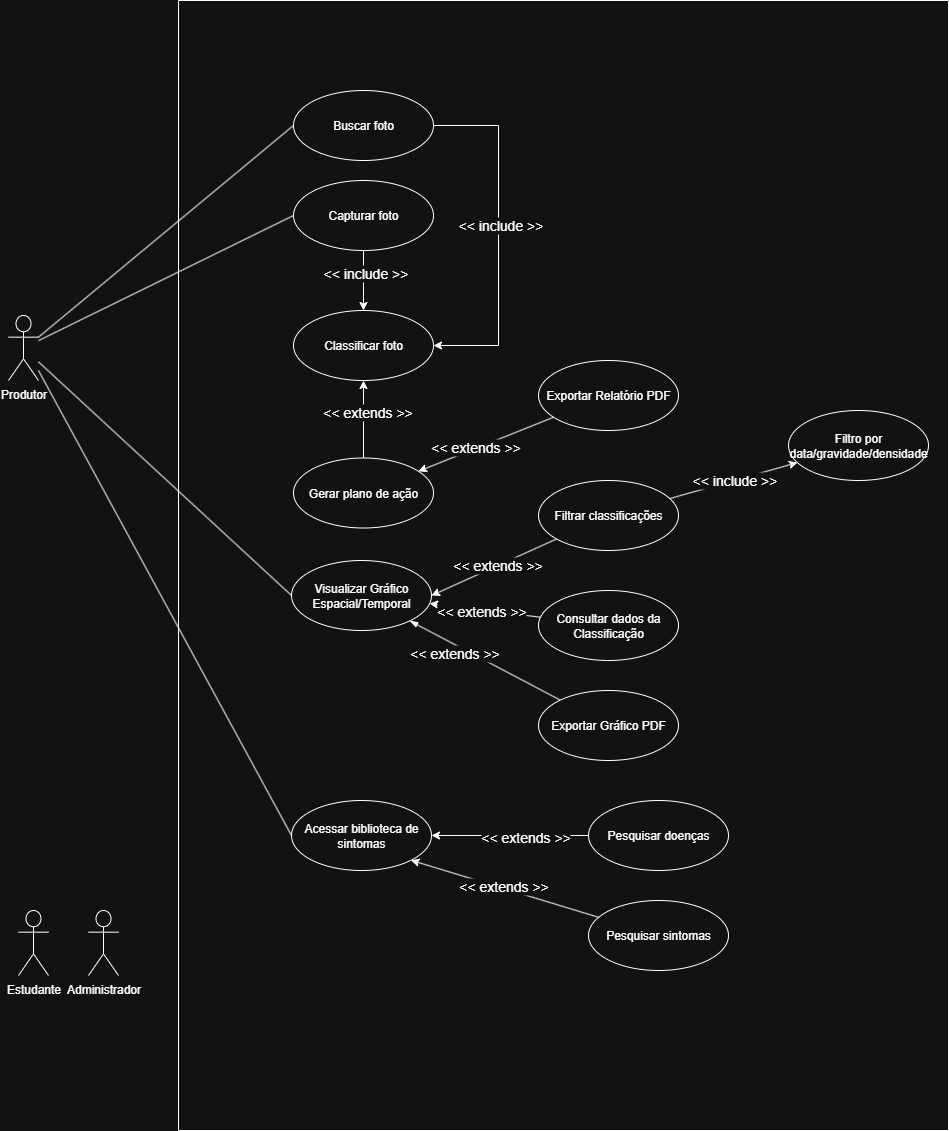 Buscar foto
Capturar foto
<< include >>
<< include >>
Classificar foto
Produtor
<< extends >>
Exportar Relatório PDF
<< extends >>
Filtro por
data/gravidade/densidade
<< include >>
Gerar plano de ação
Filtrar classificações
<< extends >>
Visualizar Gráfico
Espacial/Temporal
<< extends >>
Consultar dados da
Classificação
<< extends >>
Exportar Gráfico PDF
Acessar biblioteca de
sintomas
<< extends >>
Pesquisar doenças
<< extends >>
Pesquisar sintomas
Estudante
Administrador